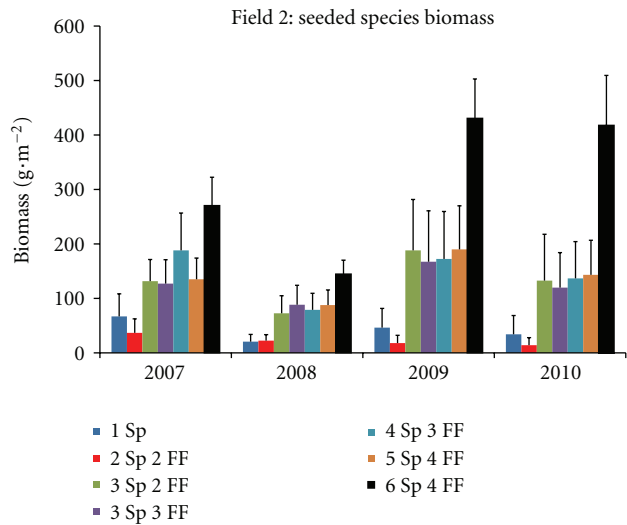 Field 2: seeded species biomass
600
500
400
300
200
100
0
Biomass (g·m−2)
2007 2008 2009 2010
1 Sp
2 Sp 2 FF
3 Sp 2 FF
3 Sp 3 FF
4 Sp 3 FF
5 Sp 4 FF
6 Sp 4 FF